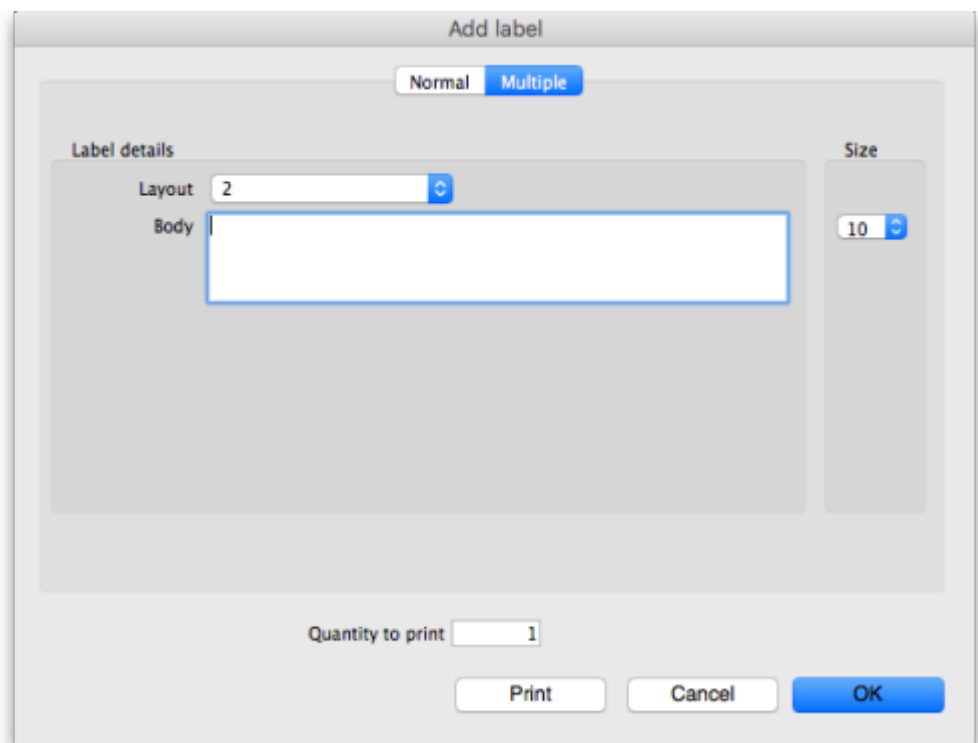 Add label
Normal Multiple
Label details Size
Layout 2
Body 10
Quantity to print 1
Print Cancel OK